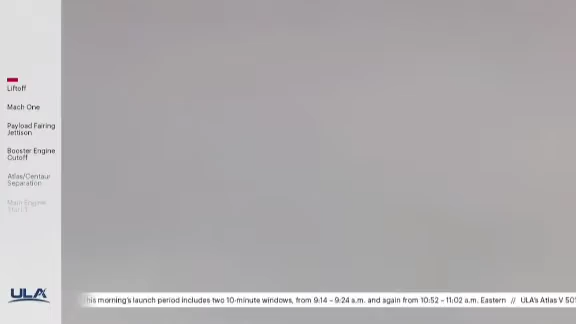 Liftoff
Mach One
Payload Fairing
Jettison
Booster Engine
Cutoff
Atlas/Centaur
Separation
Main Engine
ULA
his morning's launch period includes two 10-minute windows, from 9:14 – 9:24 a.m. and again from 10:52 – 11:02 a.m. Eastern // ULA's Atlas V 501